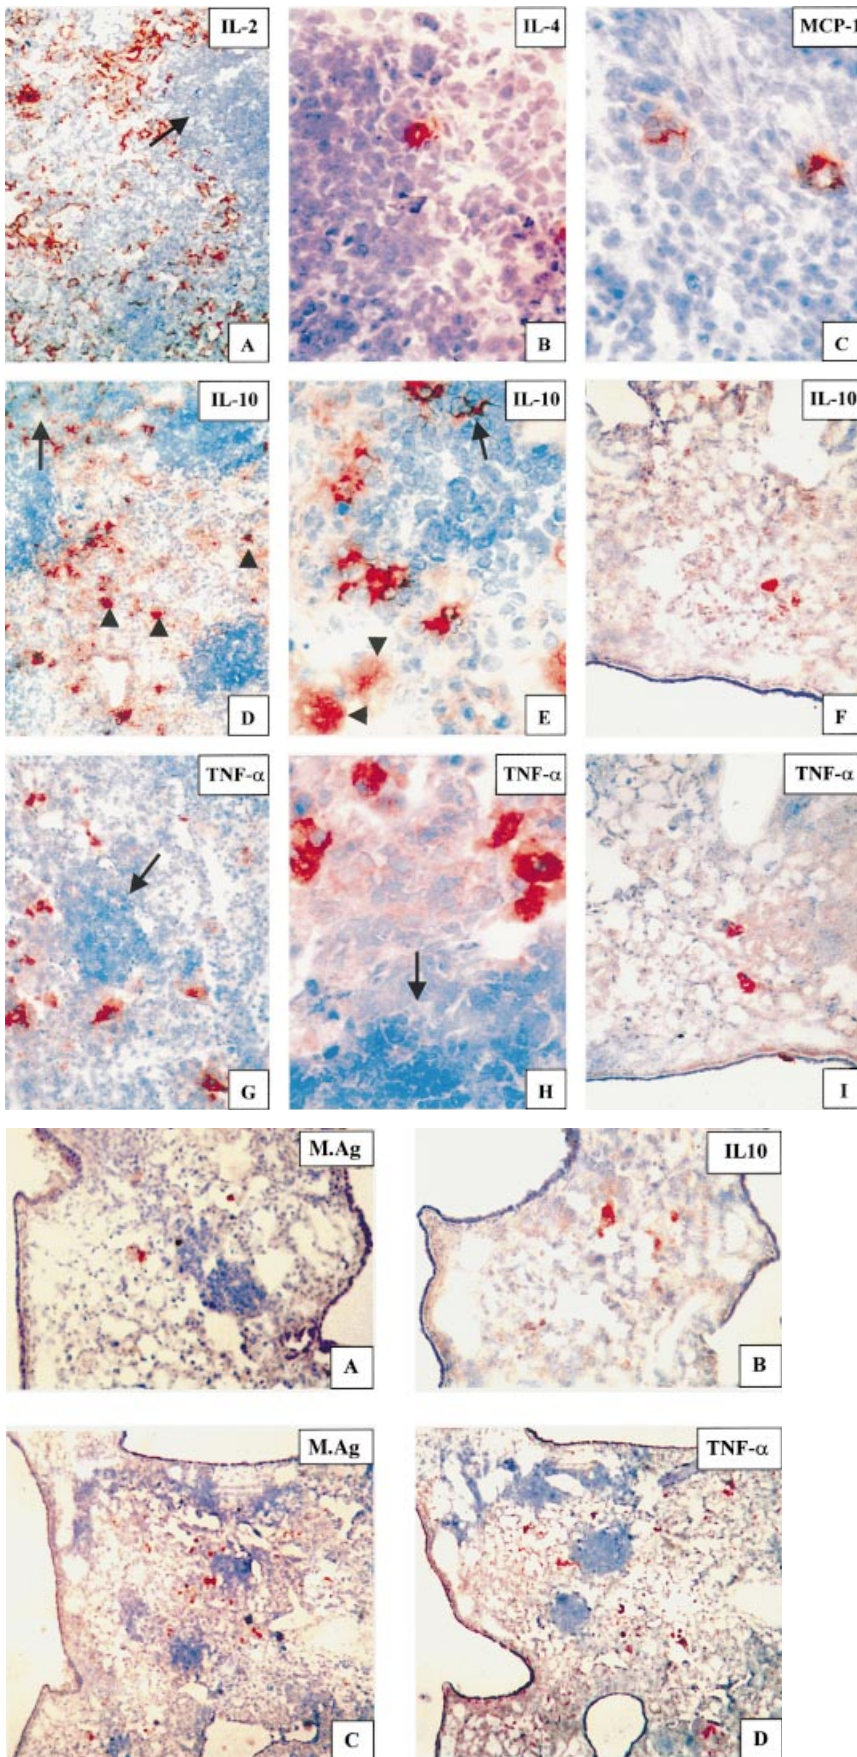 IL-2
IL-4
MCP-1
A
B
C
IL-10
IL-10
IL-10
D
E
F
TNF-α
TNF-α
TNF-α
G
H
I
M.Ag
IL10
A
B
M.Ag
TNF-α
C
D